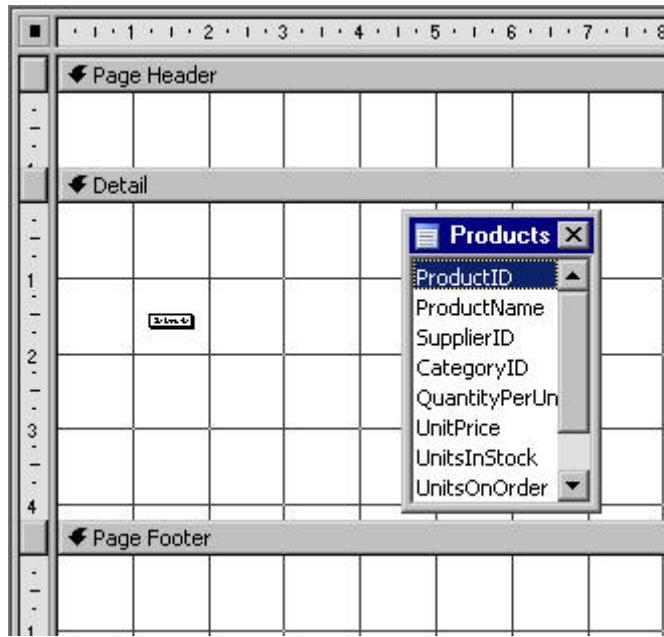 1 2 3 4 5 6 7 8
Page Header
Detail
Products
ProductID
ProductName
SupplierID
CategoryID
QuantityPerUn
UnitPrice
UnitsInStock
UnitsOnOrder
1
2
3
4
Page Footer
1